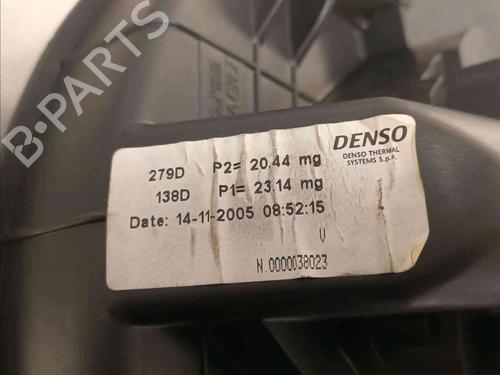 B-PARTS
DENSO
DENSO THERMAL
SYSTEMS S.p.A.
279D P2= 20.44 mg
138D P1= 23.14 mg
Date: 14-11-2005 08:52:15
V
N.0000038023